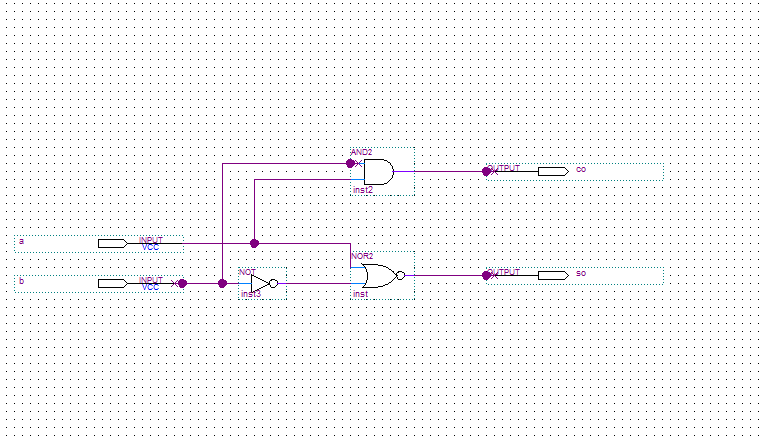 AND2
OUTPUT
co
inst2
a
INPUT
VCC
NOR2
NOT
OUTPUT
so
b
INPUT
VCC
inst3
inst